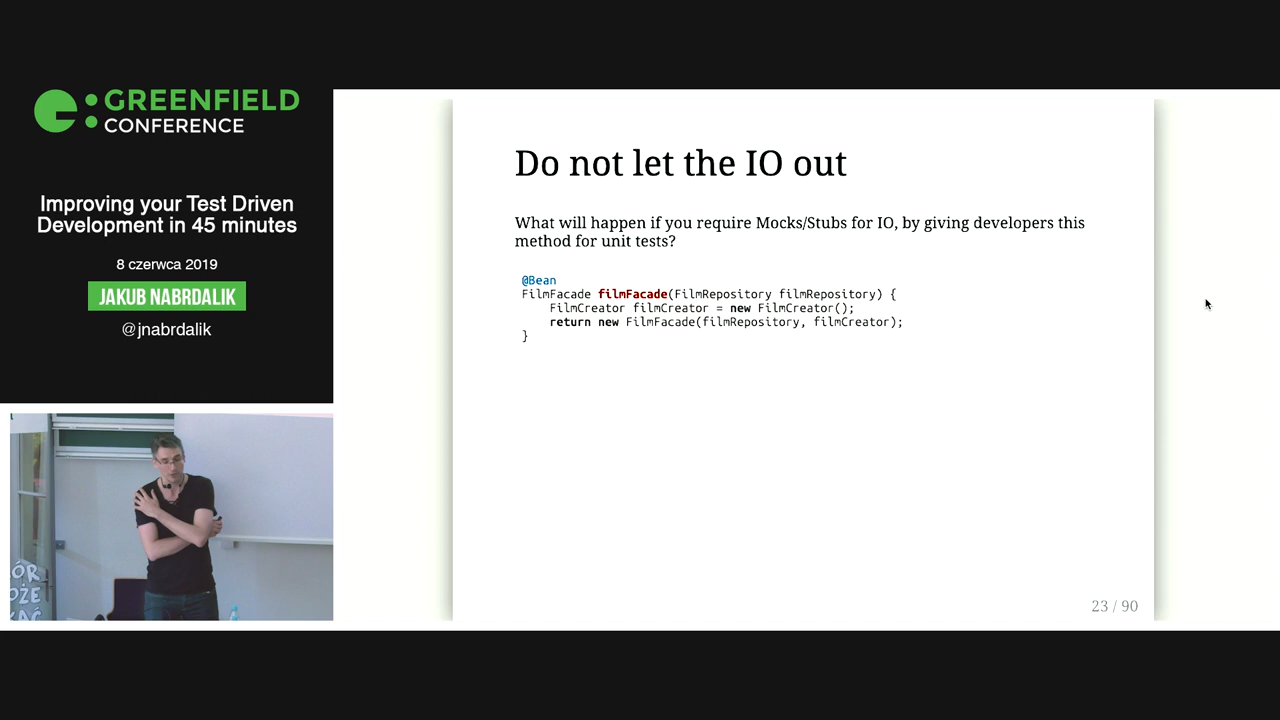 GREENFIELD
CONFERENCE
Improving your Test Driven
Development in 45 minutes
8 czerwca 2019
JAKUB NABRDALIK
@jnabrdalik
Do not let the IO out
What will happen if you require Mocks/Stubs for IO, by giving developers this
method for unit tests?
@Bean
FilmFacade filmFacade(FilmRepository filmRepository) {
    FilmCreator filmCreator = new FilmCreator();
    return new FilmFacade(filmRepository, filmCreator);
}
23 / 90